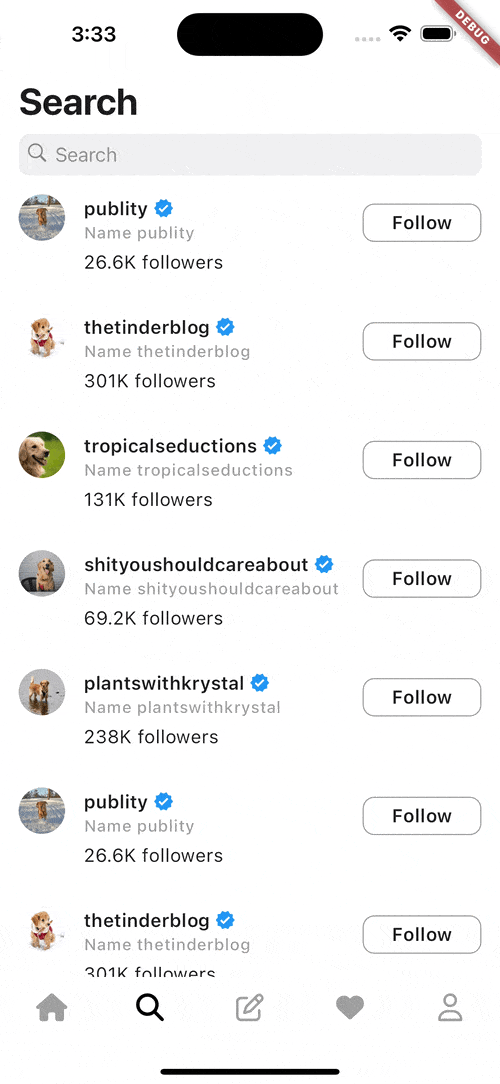 3:33
DEBUG
Search
Search
publity
Follow
Name publity
26.6K followers
thetinderblog
Follow
Name thetinderblog
301K followers
tropicalseductions
Follow
Name tropicalseductions
131K followers
shityoushouldcareabout
Follow
Name shityoushouldcareabout
69.2K followers
plantswithkrystal
Follow
Name plantswithkrystal
238K followers
publity
Follow
Name publity
26.6K followers
thetinderblog
Follow
Name thetinderblog
301K followers